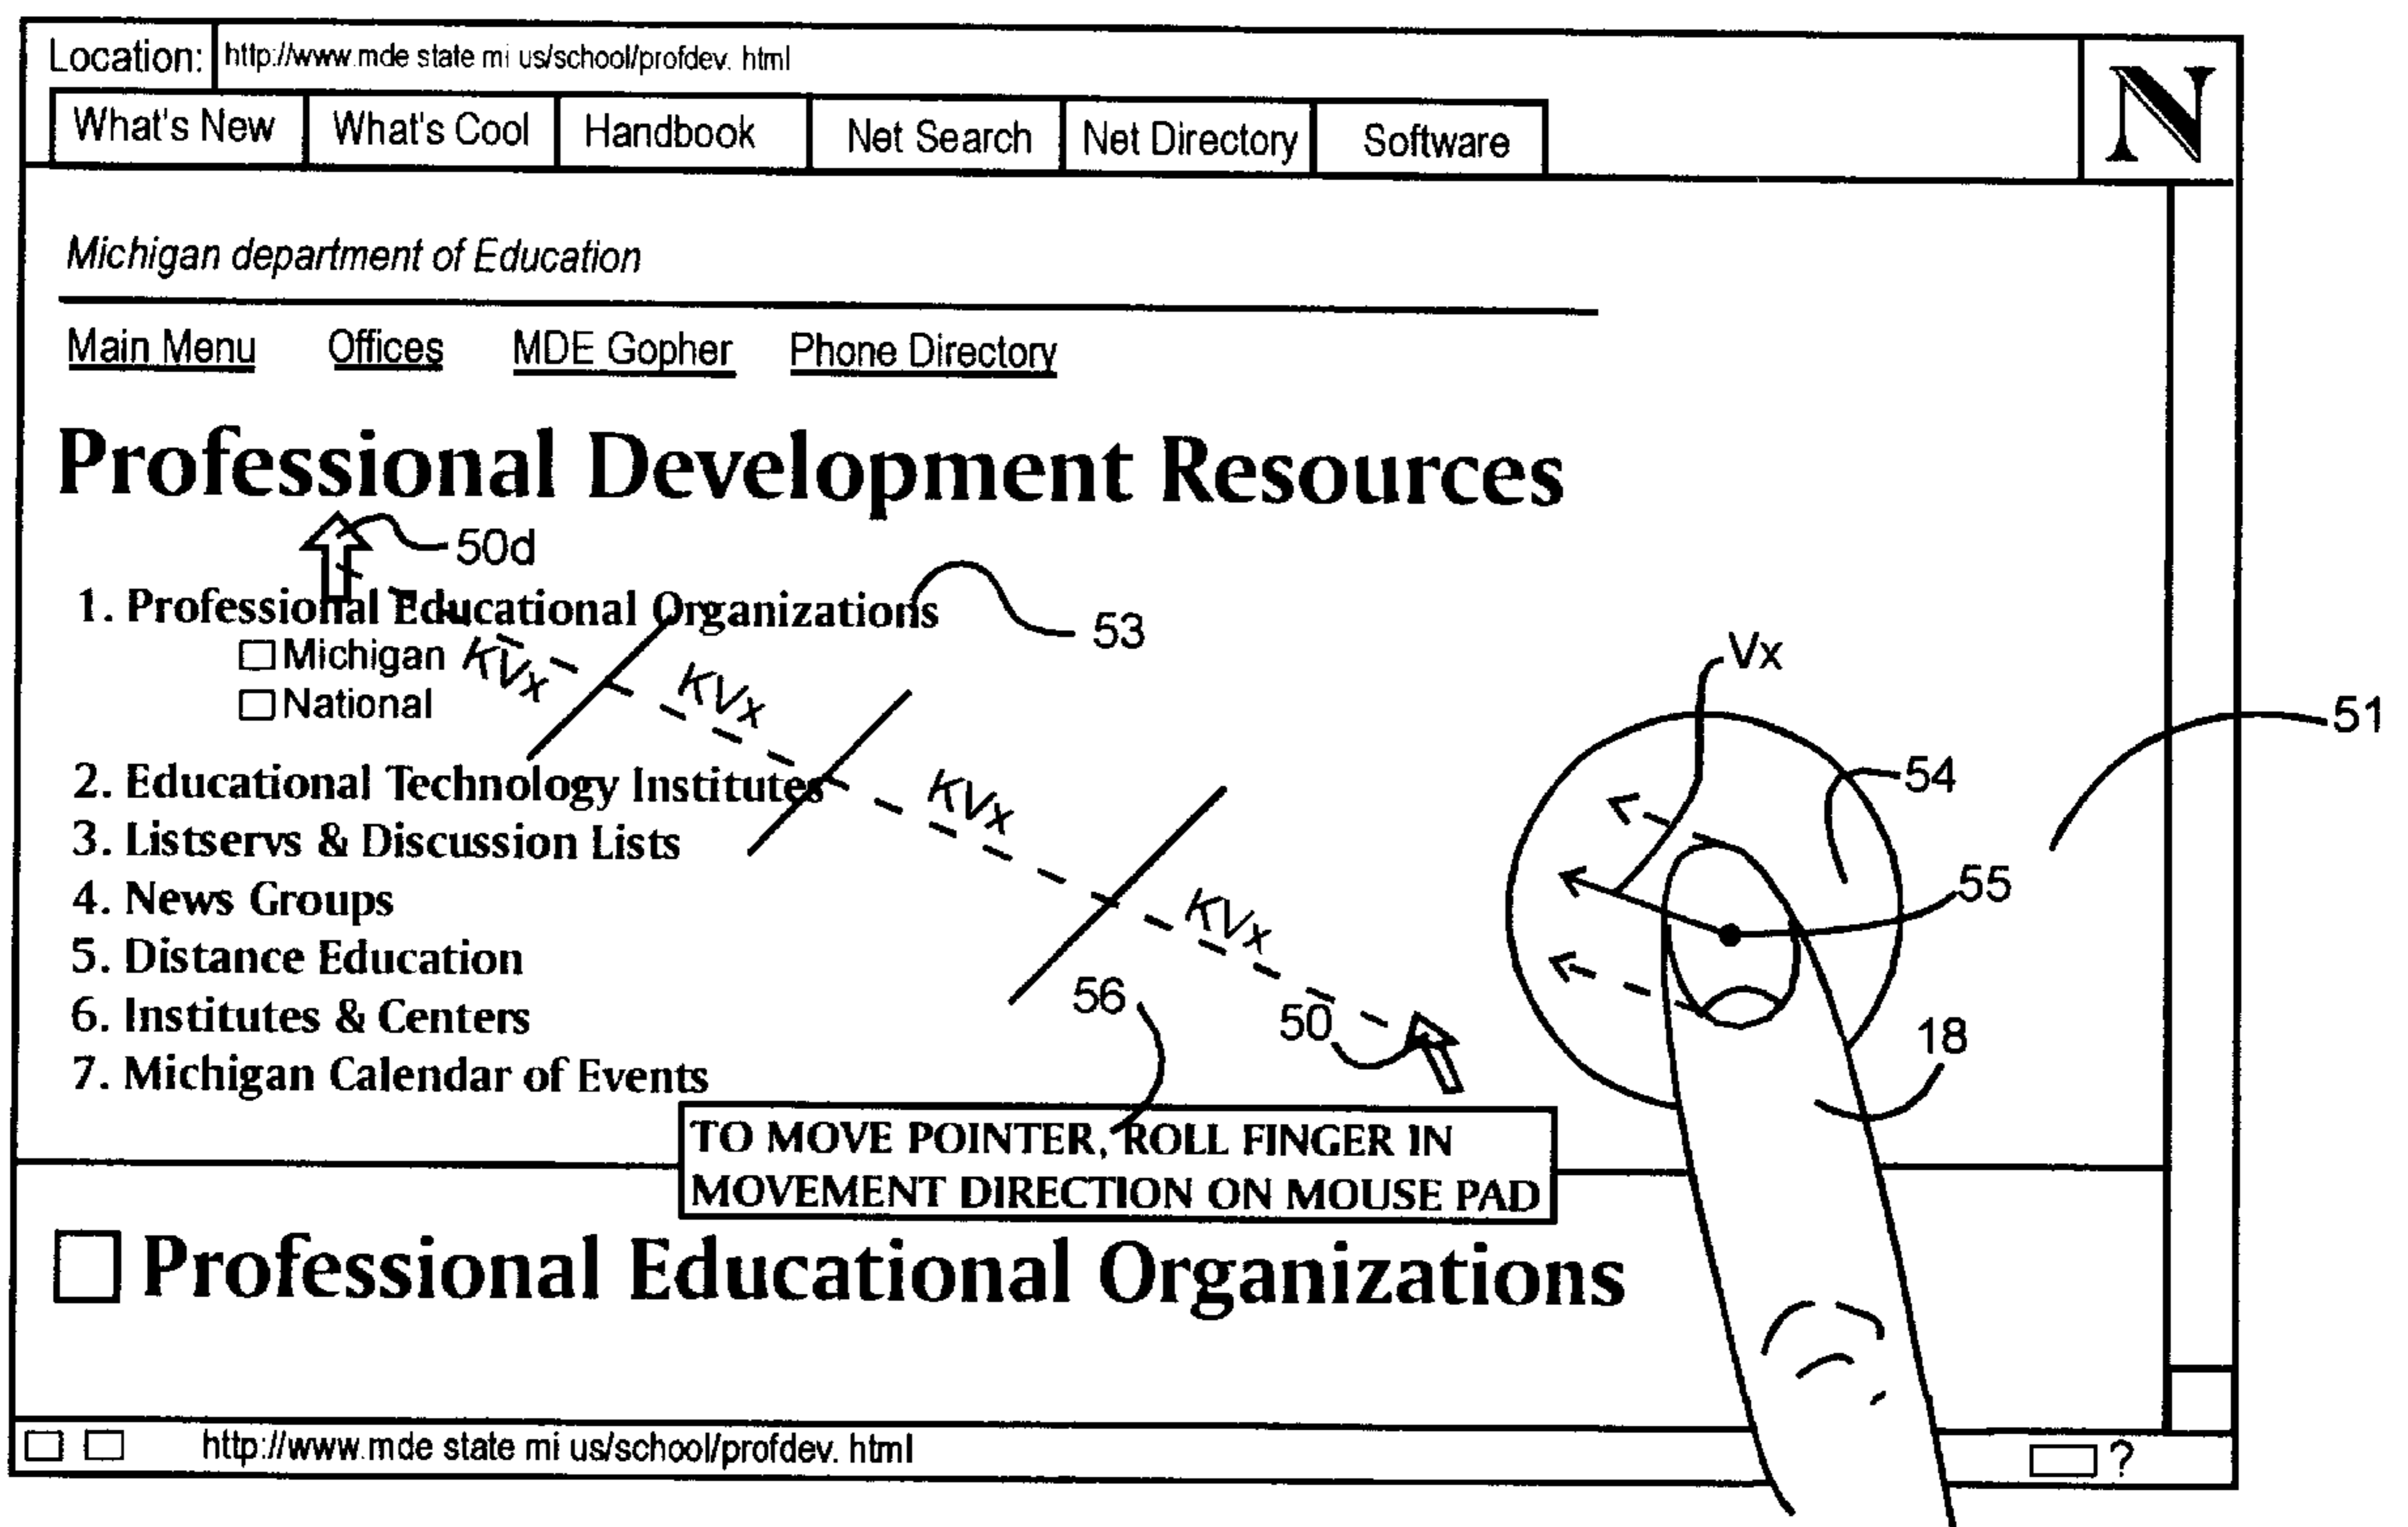 Location: http://www.mde state mi us/school/profdev. html
N
What's New What's Cool Handbook Net Search Net Directory Software
Michigan department of Education
Main Menu Offices MDE Gopher Phone Directory
Professional Development Resources
50d
1. Professional Educational Organizations
53
☐ Michigan
☐ National
KVx
KVx
KVx
KVx
Vx
51
54
55
2. Educational Technology Institutes
3. Listservs & Discussion Lists
4. News Groups
5. Distance Education
6. Institutes & Centers
7. Michigan Calendar of Events
56
50
18
TO MOVE POINTER, ROLL FINGER IN
MOVEMENT DIRECTION ON MOUSE PAD
☐ Professional Educational Organizations
http://www.mde state mi us/school/profdev. html
?